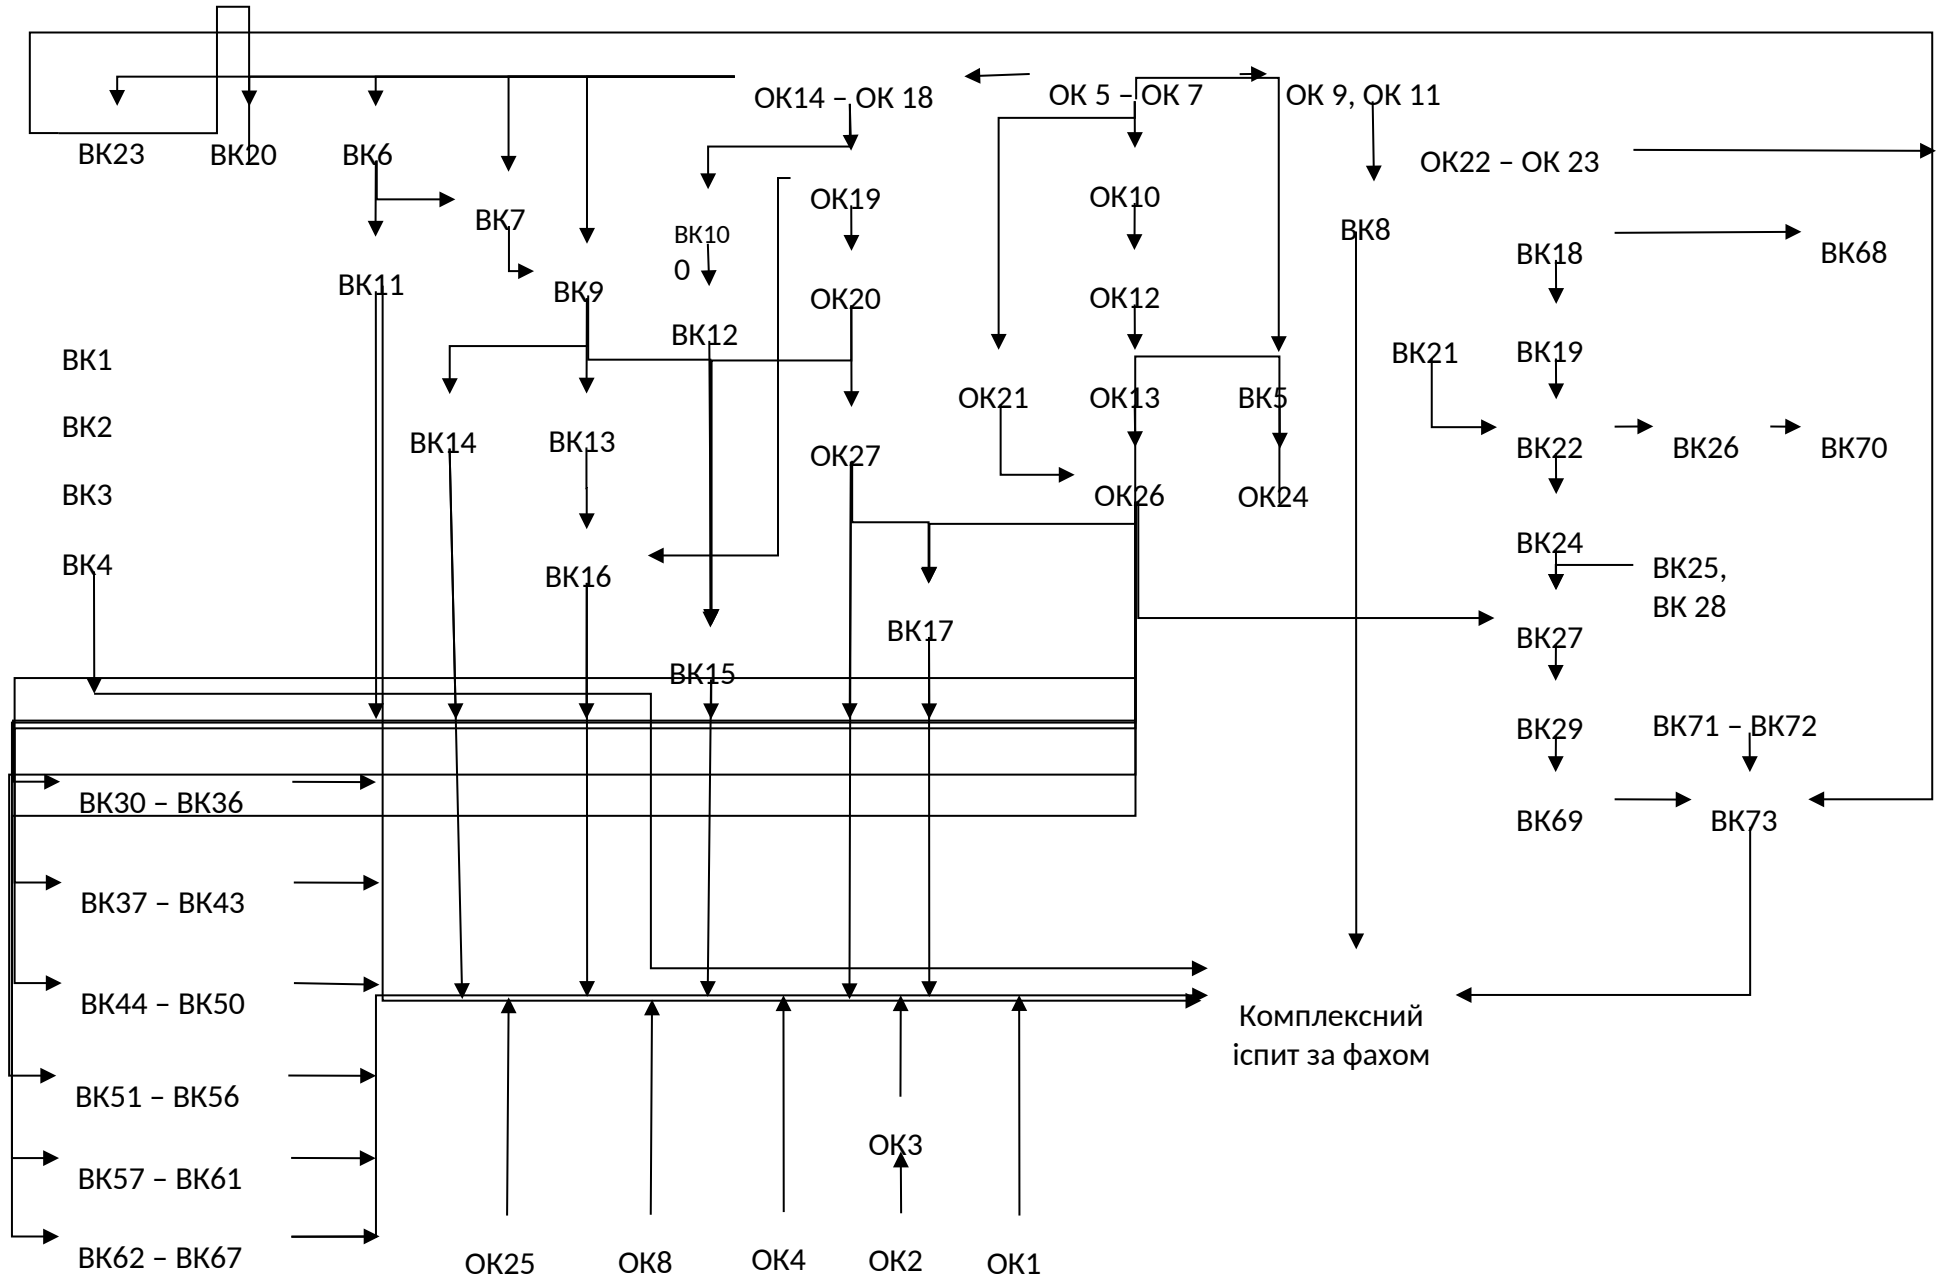 ОК14 – ОК 18
ОК 5 – ОК 7
ОК 9, ОК 11
ВК23
ВК20
ВК6
ОК22 – ОК 23
ВК7
ОК19
ОК10
ВК8
ВК10
0
ВК18
ВК68
ВК11
ВК9
ОК20
ОК12
ВК12
ВК1
ВК21
ВК19
ОК21
ОК13
ВК5
ВК2
ВК14
ВК13
ОК27
ВК22
ВК26
ВК70
ВК3
ОК26
ОК24
ВК4
ВК16
ВК24
ВК25,
ВК 28
ВК17
ВК27
ВК15
ВК29
ВК71 – ВК72
ВК30 – ВК36
ВК69
ВК73
ВК37 – ВК43
ВК44 – ВК50
Комплексний
іспит за фахом
ВК51 – ВК56
ОК3
ВК57 – ВК61
ВК62 – ВК67
ОК25
ОК8
ОК4
ОК2
ОК1